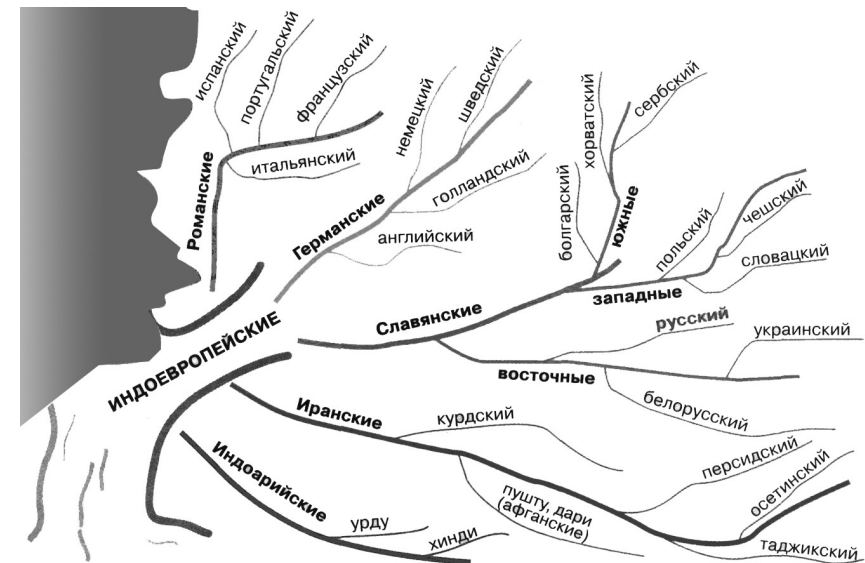 ИНДОЕВРОПЕЙСКИЕ
Романские
испанский
португальский
французский
итальянский
Германские
немецкий
шведский
голландский
английский
Славянские
южные
болгарский
хорватский
сербский
западные
польский
чешский
словацкий
восточные
русский
украинский
белорусский
Иранские
курдский
пушту, дари
(афганские)
персидский
осетинский
таджикский
Индоарийские
урду
хинди